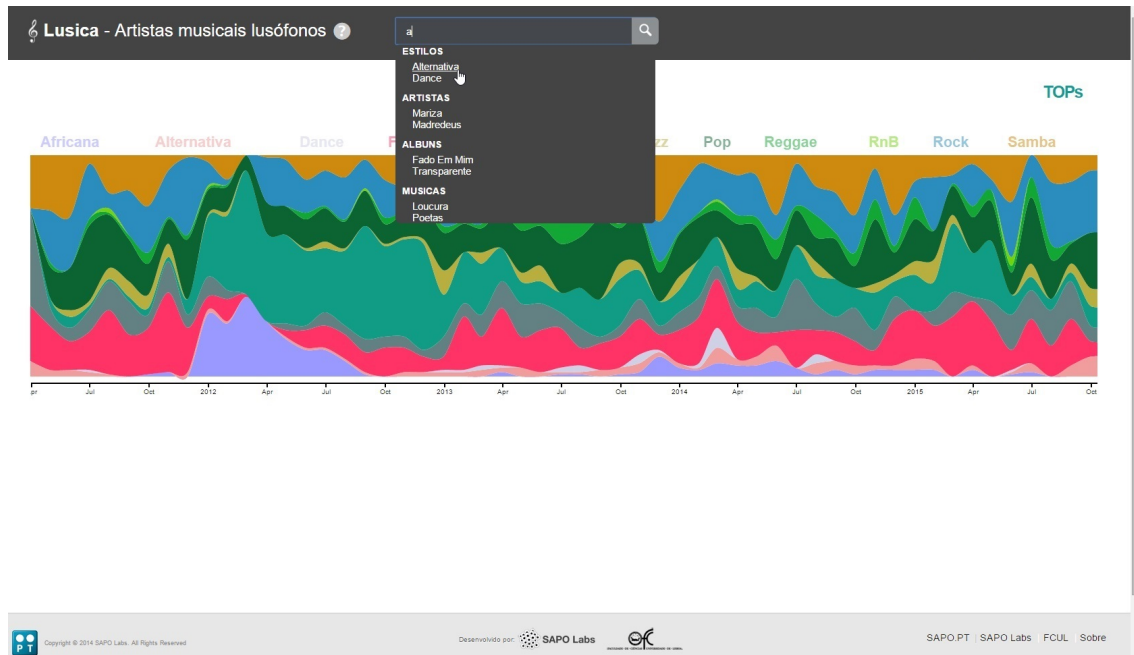 Lusica - Artistas musicais lusófonos ?
a
ESTILOS
Alternativa
Dance
ARTISTAS
Mariza
Madredeus
ALBUNS
Fado Em Mim
Transparente
MUSICAS
Loucura
Poetas
TOPs
Africana Alternativa Dance F zz Pop Reggae RnB Rock Samba
pr Jul Oct 2012 Apr Jul Oct 2013 Apr Jul Oct 2014 Apr Jul Oct 2015 Apr Jul Oct
PT Copyright © 2014 SAPO Labs. All Rights Reserved Desenvolvido por: SAPO Labs SAPO.PT | SAPO Labs | FCUL | Sobre